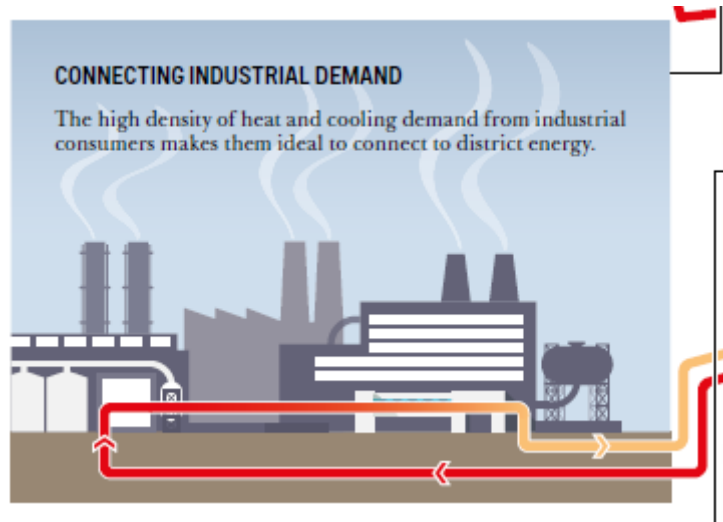 CONNECTING INDUSTRIAL DEMAND
The high density of heat and cooling demand from industrial
consumers makes them ideal to connect to district energy.